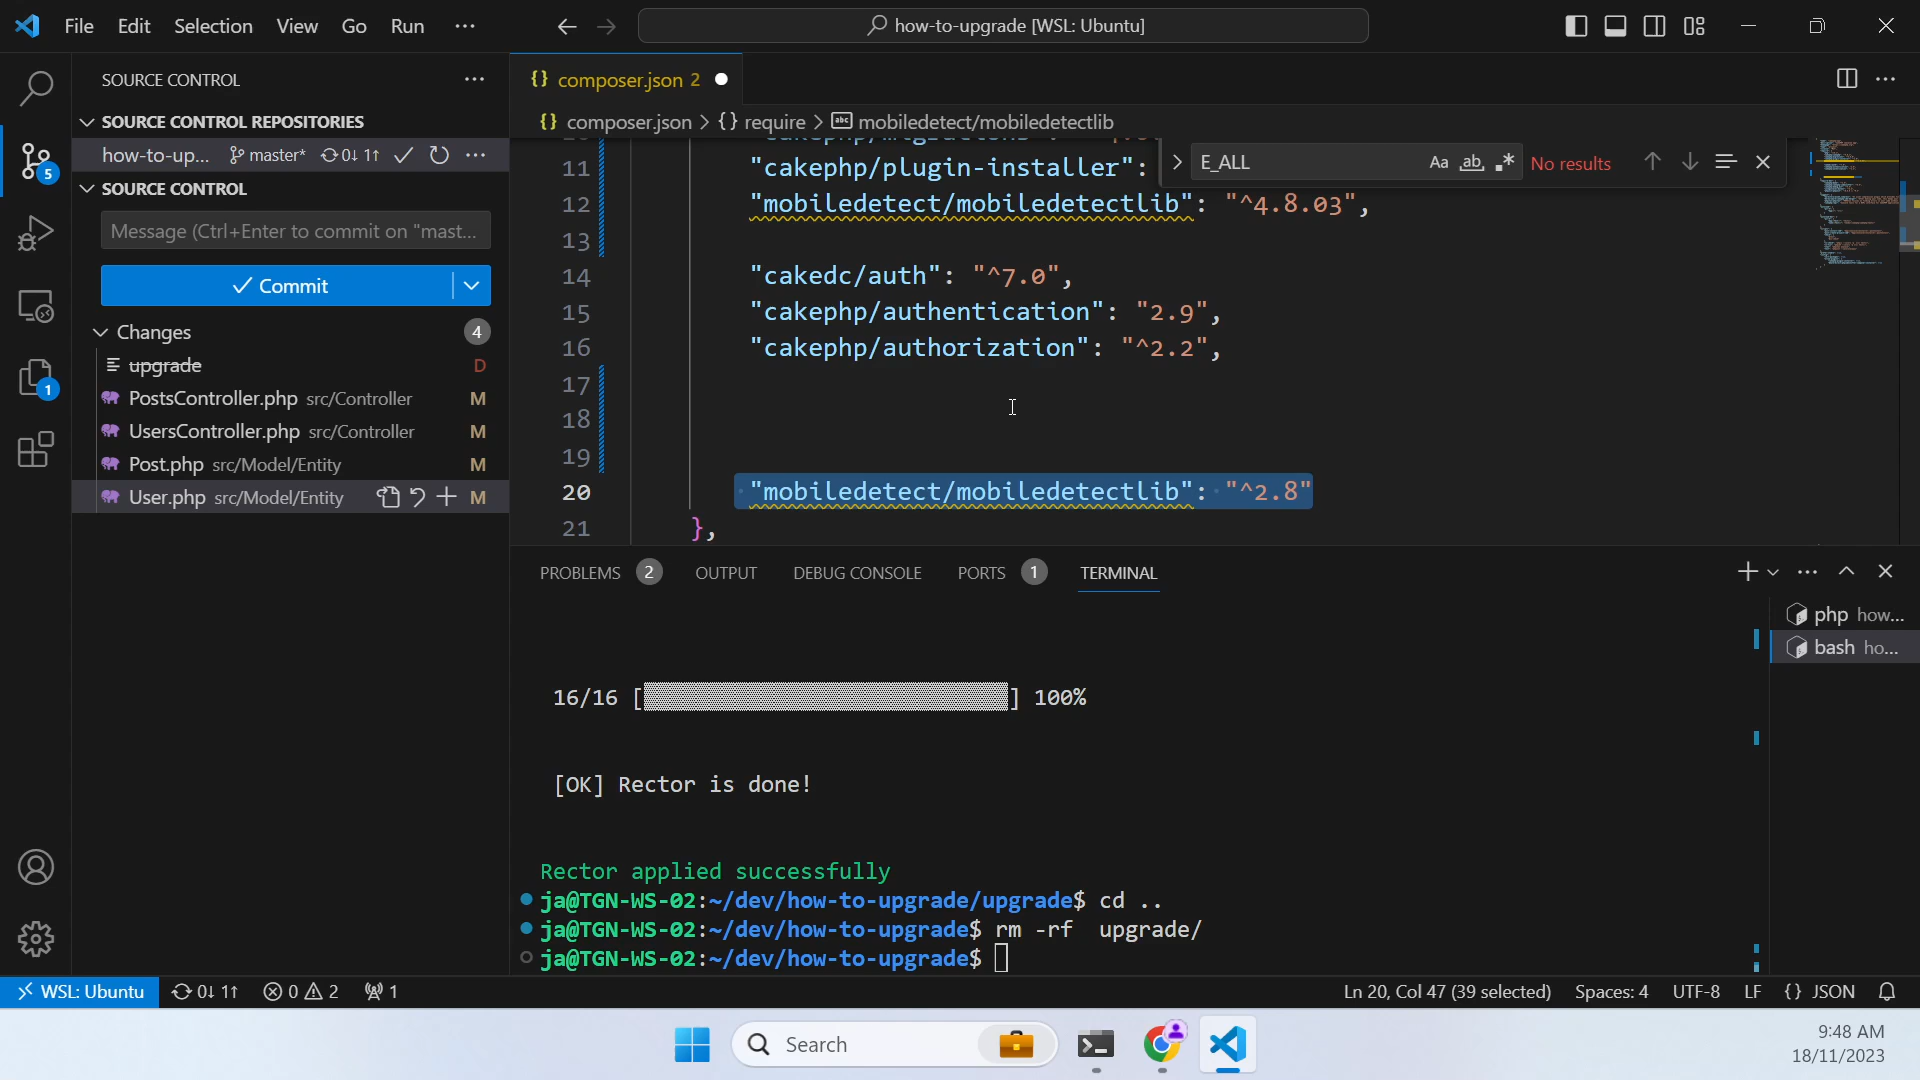 File Edit Selection View Go Run ···
how-to-upgrade [WSL: Ubuntu]
SOURCE CONTROL
SOURCE CONTROL REPOSITORIES
how-to-up... master* 0↓ 1↑
SOURCE CONTROL
Message (Ctrl+Enter to commit on "mast...
Commit
Changes 4
upgrade D
PostsController.php src/Controller M
UsersController.php src/Controller M
Post.php src/Model/Entity M
User.php src/Model/Entity M
5
1
{} composer.json 2
{} composer.json > {} require > abc mobiledetect/mobiledetectlib
E_ALL Aa ab No results
11 "cakephp/plugin-installer":
12 "mobiledetect/mobiledetectlib": "^4.8.03",
13
14 "cakedc/auth": "^7.0",
15 "cakephp/authentication": "2.9",
16 "cakephp/authorization": "^2.2",
17
18
19
20 "mobiledetect/mobiledetectlib": "^2.8"
21 },
PROBLEMS 2 OUTPUT DEBUG CONSOLE PORTS 1 TERMINAL
php how...
bash ho...
16/16 [] 100%
[OK] Rector is done!
Rector applied successfully
ja@TGN-WS-02:~/dev/how-to-upgrade/upgrade$ cd ..
ja@TGN-WS-02:~/dev/how-to-upgrade$ rm -rf  upgrade/
ja@TGN-WS-02:~/dev/how-to-upgrade$
WSL: Ubuntu 0↓ 1↑ 0 2 1 Ln 20, Col 47 (39 selected) Spaces: 4 UTF-8 LF {} JSON
Search
9:48 AM
18/11/2023